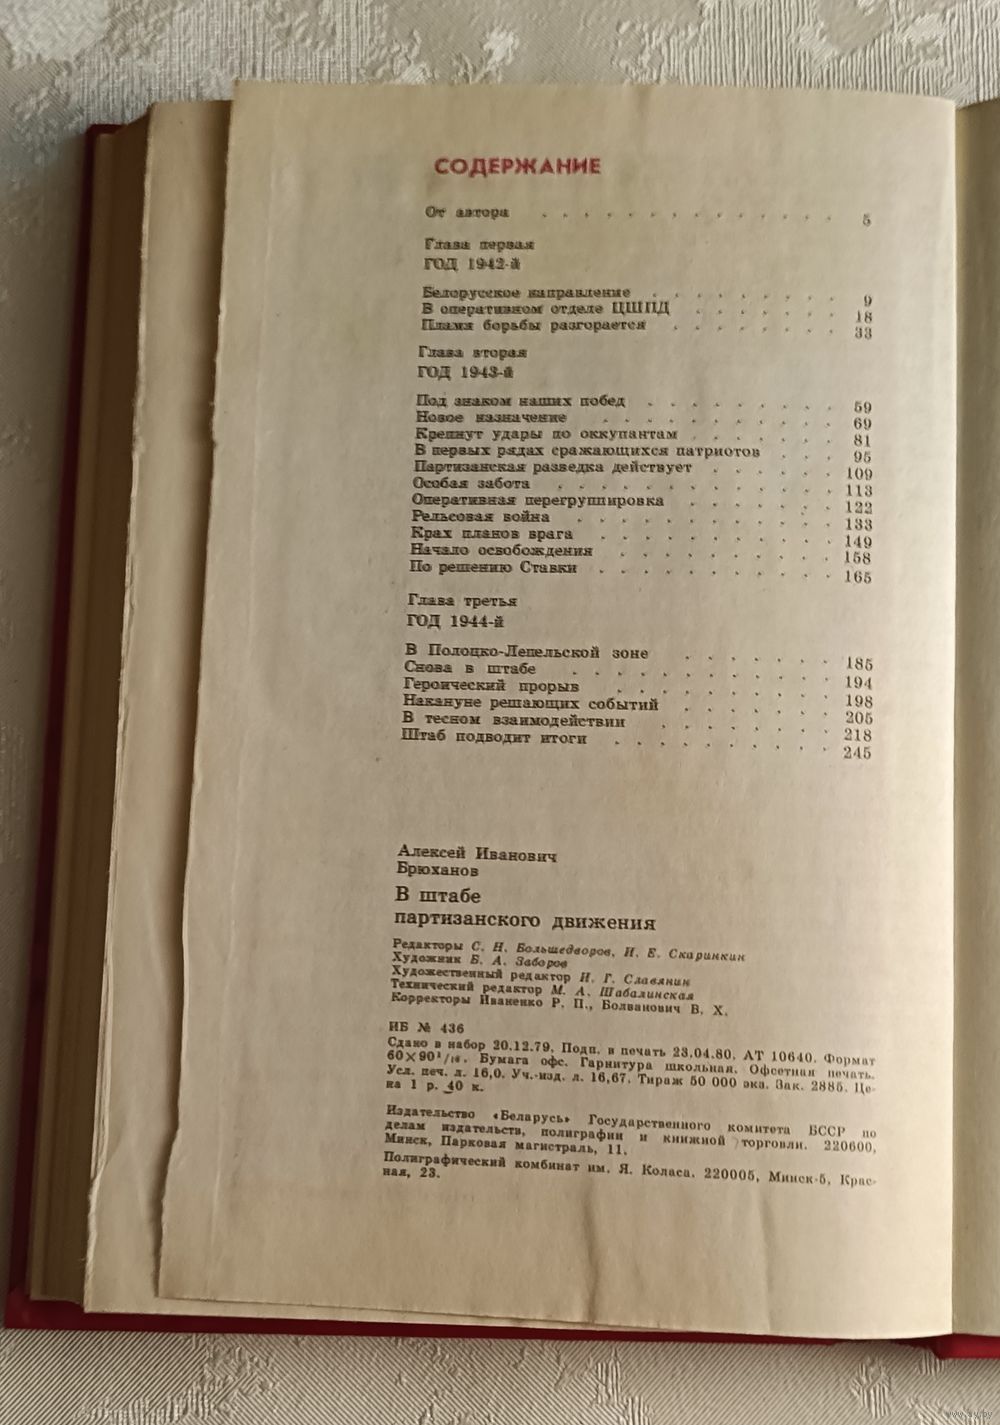 СОДЕРЖАНИЕ
От автора . . . . . . . . . . . . . . 5
Глава первая
ГОД 1942-й
Белорусское направление . . . . . . . . 9
В оперативном отделе ЦШПД . . . . . . 18
Пламя борьбы разгорается . . . . . . . 33
Глава вторая
ГОД 1943-й
Под знаком наших побед . . . . . . . . 59
Новое назначение . . . . . . . . . . 69
Крепнут удары по оккупантам . . . . . . 81
В первых рядах сражающихся патриотов . . 95
Партизанская разведка действует . . . . . 109
Особая забота . . . . . . . . . . . 113
Оперативная перегруппировка . . . . . . 122
Рельсовая война . . . . . . . . . . 133
Крах планов врага . . . . . . . . . 149
Начало освобождения . . . . . . . . 158
По решению Ставки . . . . . . . . . 165
Глава третья
ГОД 1944-й
В Полоцко-Лепельской зоне . . . . . . 185
Снова в штабе . . . . . . . . . . 194
Героический прорыв . . . . . . . . 198
Накануне решающих событий . . . . . . 205
В тесном взаимодействии . . . . . . . 218
Штаб подводит итоги . . . . . . . . 245
Алексей Иванович
Брюханов
В штабе
партизанского движения
Редакторы С. Н. Большедворов, И. Е. Скаринкин
Художник Б. А. Заборов
Художественный редактор И. Г. Славянин
Технический редактор М. А. Шабалинская
Корректоры Иваненко Р. П., Волванович В. Х.
ИБ № 436
Сдано в набор 20.12.79. Подп. в печать 23.04.80. АТ 10640. Формат
60×90¹/₁₆. Бумага офс. Гарнитура школьная. Офсетная печать.
Усл. печ. л. 16,0. Уч.-изд. л. 16,67. Тираж 50 000 экз. Зак. 2885. Це-
на 1 р. 40 к.
Издательство «Беларусь» Государственного комитета БССР по
делам издательств, полиграфии и книжной торговли. 220600,
Минск, Парковая магистраль, 11.
Полиграфический комбинат им. Я. Коласа. 220005, Минск-5, Крас-
ная, 23.